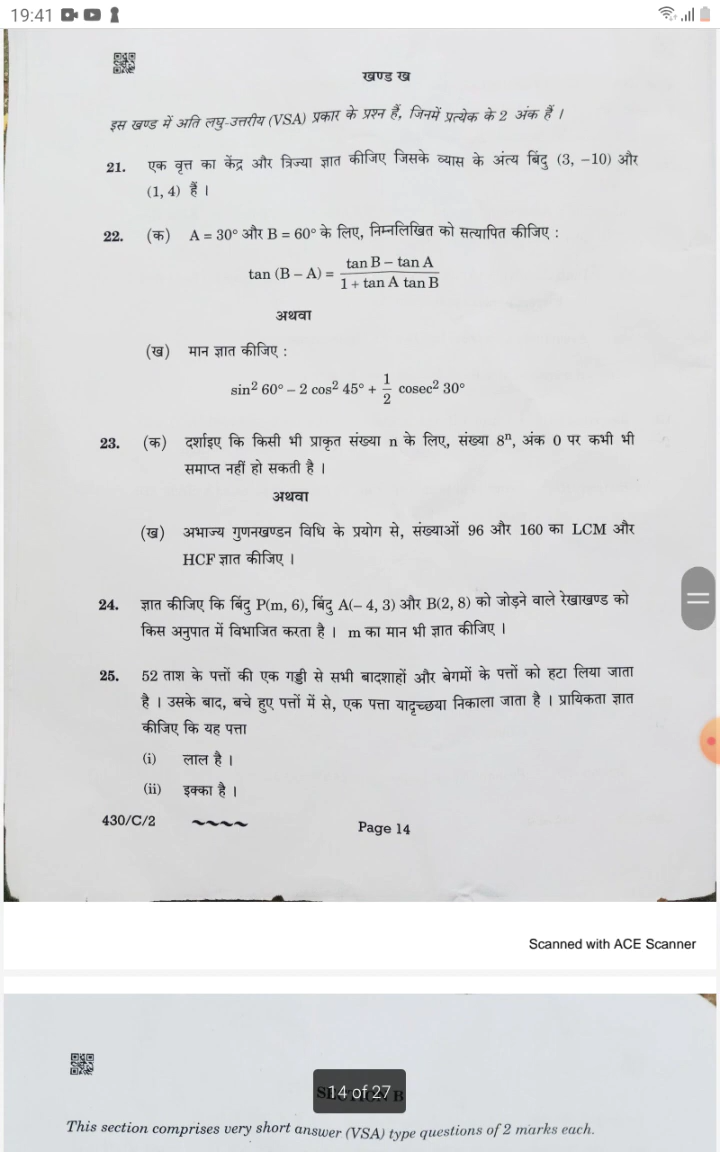 19:41
खण्ड ख
इस खण्ड में अति लघु-उत्तरीय (VSA) प्रकार के प्रश्न हैं, जिनमें प्रत्येक के 2 अंक हैं ।
21. एक वृत्त का केंद्र और त्रिज्या ज्ञात कीजिए जिसके व्यास के अंत्य बिंदु (3, −10) और
(1, 4) हैं ।
22. (क) A = 30° और B = 60° के लिए, निम्नलिखित को सत्यापित कीजिए :
tan (B – A) = \frac{tan B – tan A}{1 + tan A tan B}
अथवा
(ख) मान ज्ञात कीजिए :
sin² 60° – 2 cos² 45° + \frac{1}{2} cosec² 30°
23. (क) दर्शाइए कि किसी भी प्राकृत संख्या n के लिए, संख्या 8ⁿ, अंक 0 पर कभी भी
समाप्त नहीं हो सकती है ।
अथवा
(ख) अभाज्य गुणनखण्डन विधि के प्रयोग से, संख्याओं 96 और 160 का LCM और
HCF ज्ञात कीजिए ।
24. ज्ञात कीजिए कि बिंदु P(m, 6), बिंदु A(– 4, 3) और B(2, 8) को जोड़ने वाले रेखाखण्ड को
किस अनुपात में विभाजित करता है । m का मान भी ज्ञात कीजिए ।
25. 52 ताश के पत्तों की एक गड्डी से सभी बादशाहों और बेगमों के पत्तों को हटा लिया जाता
है । उसके बाद, बचे हुए पत्तों में से, एक पत्ता यादृच्छया निकाला जाता है । प्रायिकता ज्ञात
कीजिए कि यह पत्ता
(i) लाल है ।
(ii) इक्का है ।
430/C/2 Page 14
Scanned with ACE Scanner
14 of 27
This section comprises very short answer (VSA) type questions of 2 marks each.